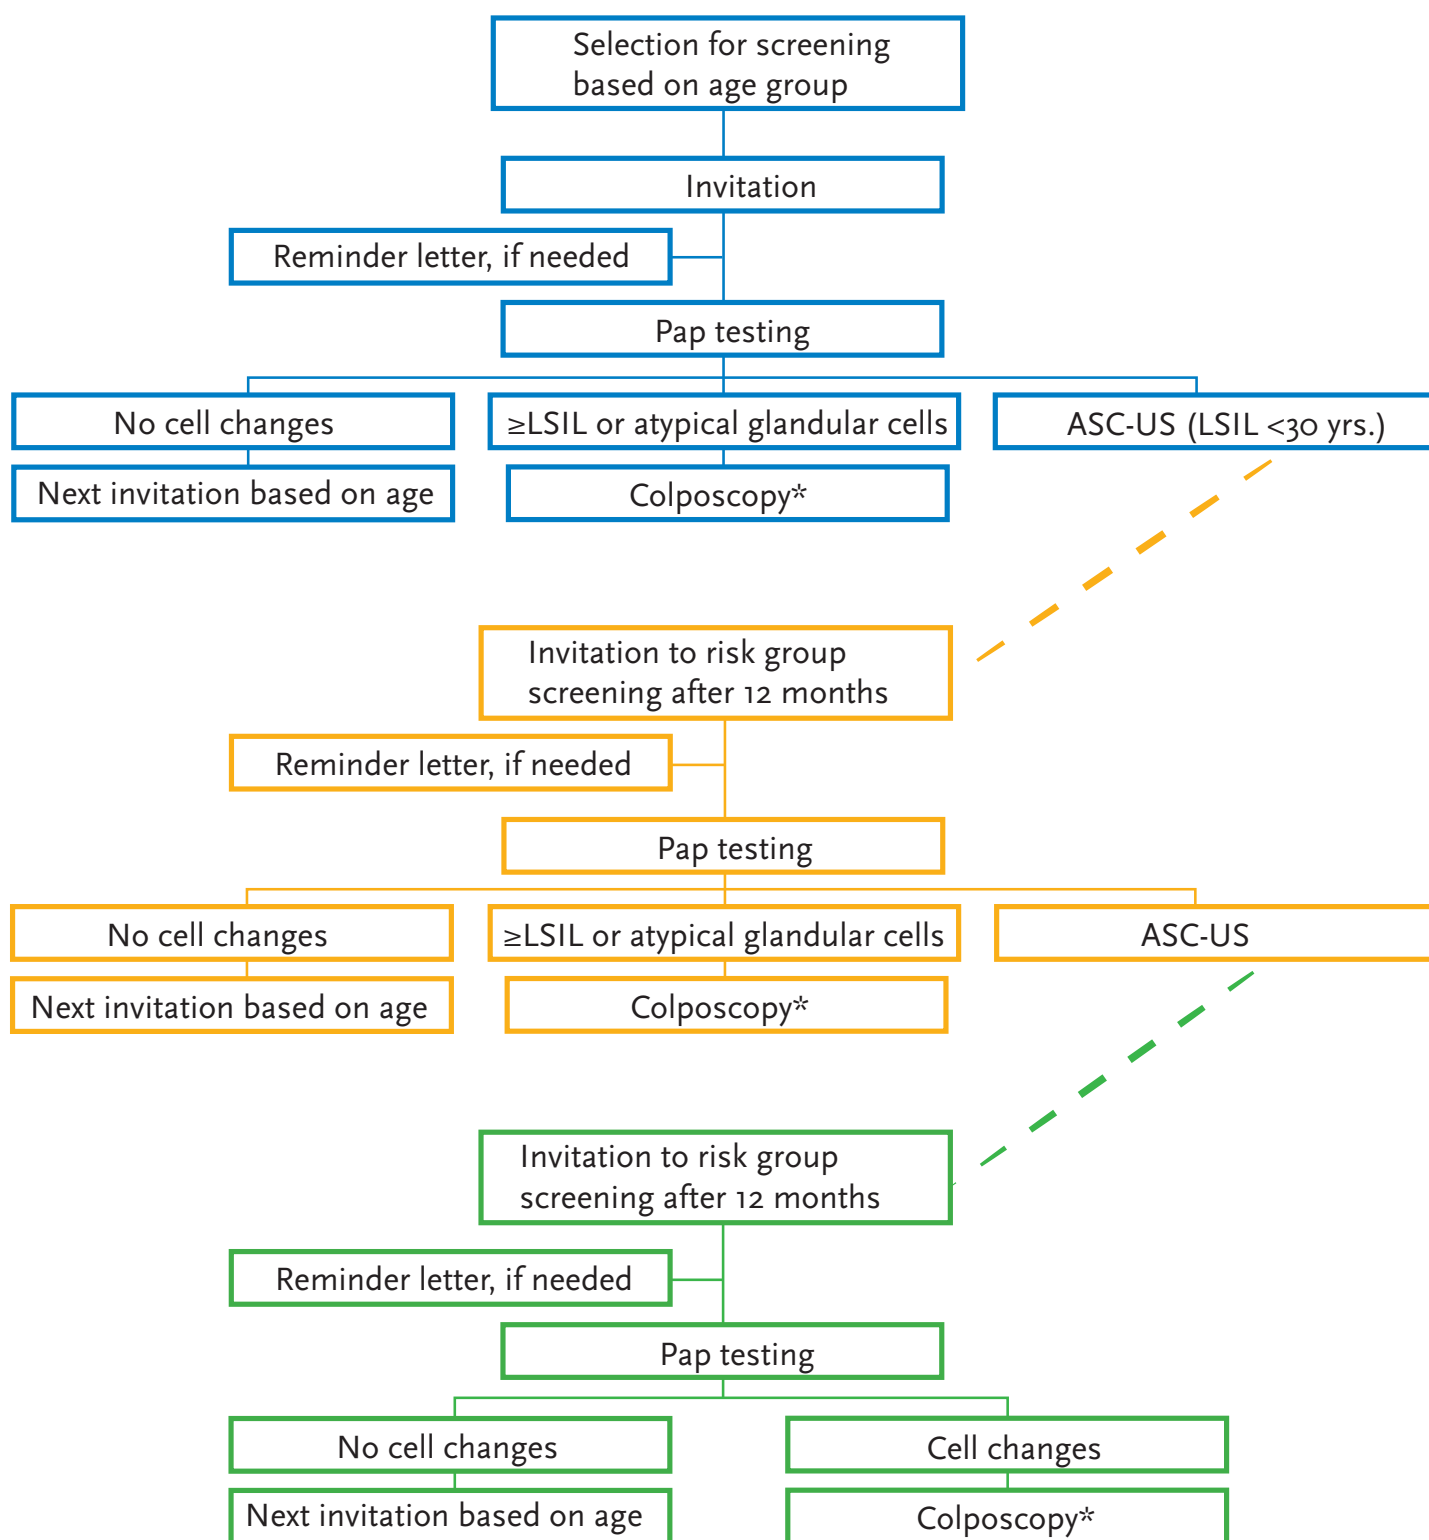 Selection for screening
based on age group
Invitation
Reminder letter, if needed
Pap testing
No cell changes
≥LSIL or atypical glandular cells
ASC-US (LSIL <30 yrs.)
Next invitation based on age
Colposcopy*
Invitation to risk group
screening after 12 months
Reminder letter, if needed
Pap testing
No cell changes
≥LSIL or atypical glandular cells
ASC-US
Next invitation based on age
Colposcopy*
Invitation to risk group
screening after 12 months
Reminder letter, if needed
Pap testing
No cell changes
Cell changes
Next invitation based on age
Colposcopy*